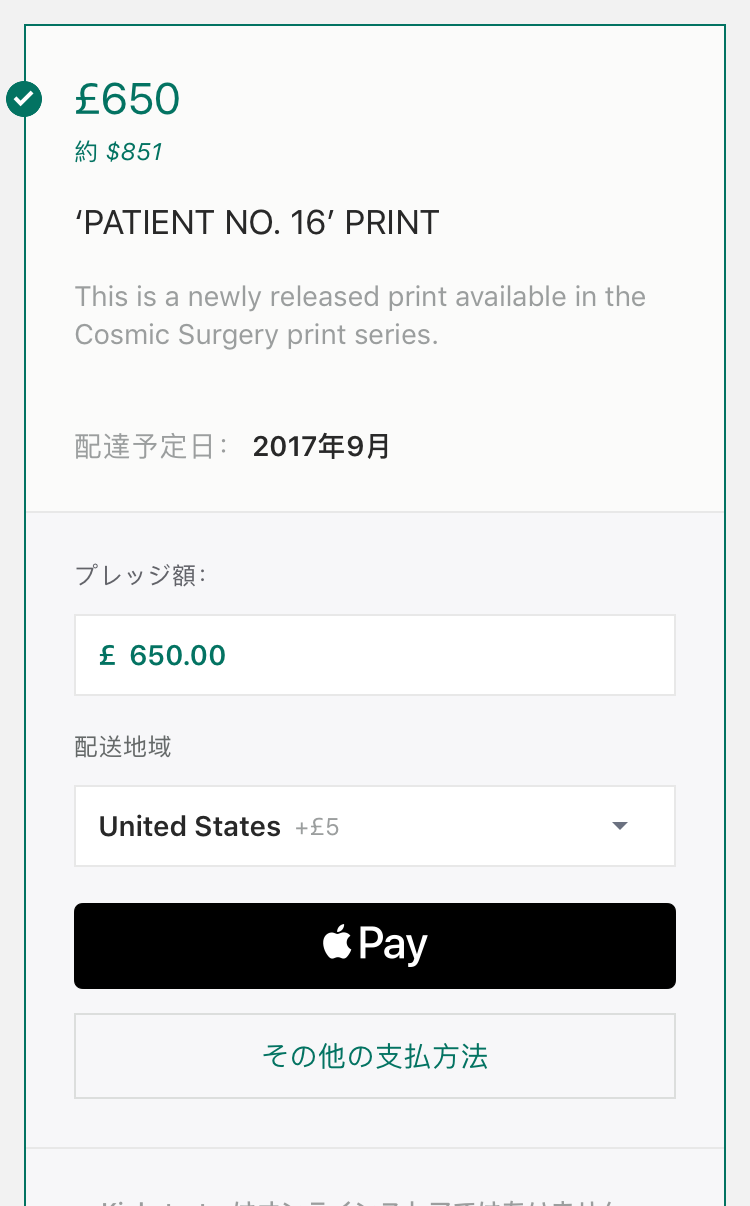 £650
約 $851
‘PATIENT NO. 16’ PRINT
This is a newly released print available in the
Cosmic Surgery print series.
配達予定日: 2017年9月
プレッジ額:
£ 650.00
配送地域
United States +£5
Pay
その他の支払方法